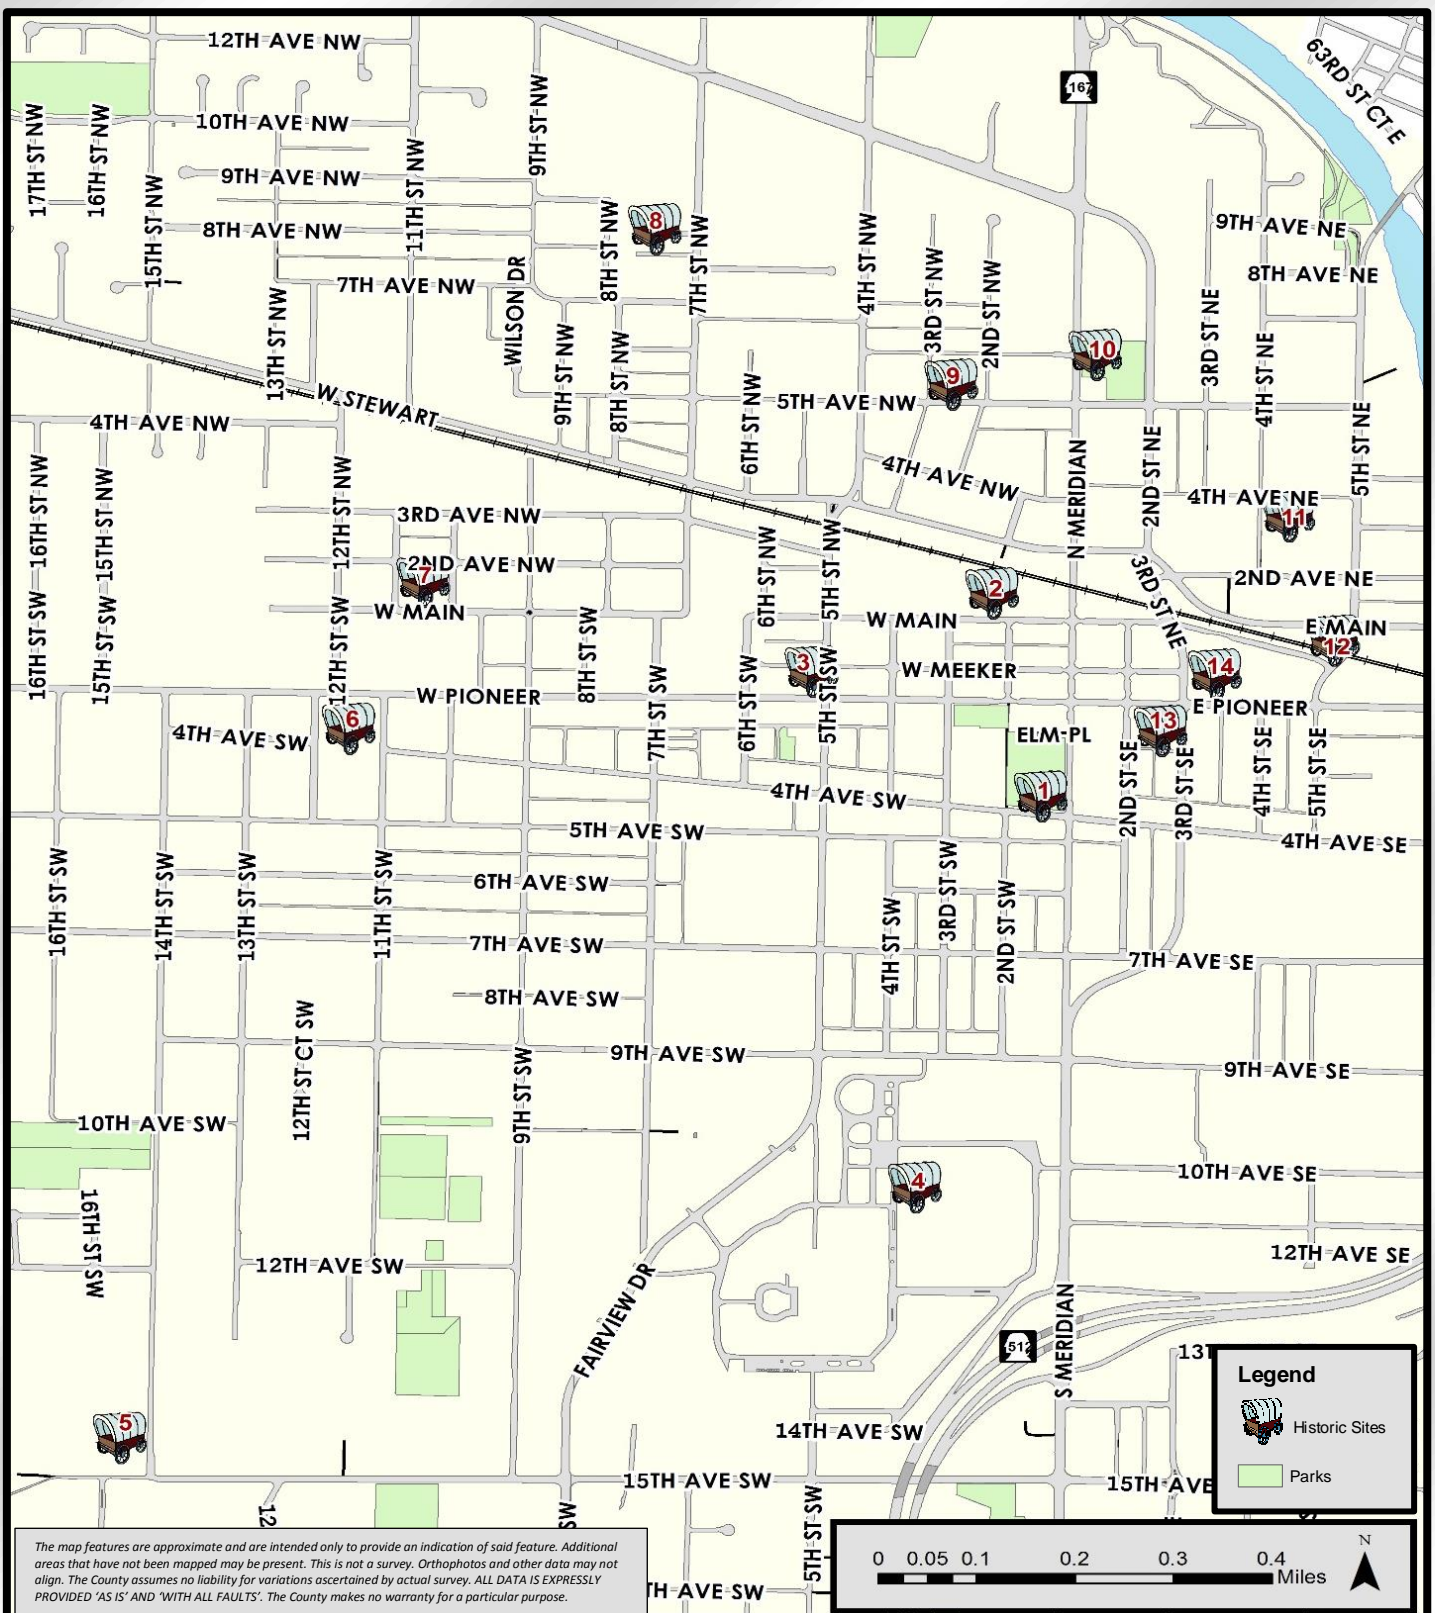 12TH AVE NW
63RD ST CT E
167
9TH ST NW
17TH ST NW
16TH ST NW
10TH AVE NW
11TH ST NW
9TH AVE NW
15TH ST NW
8TH AVE NW
8TH ST NW
8
7TH ST NW
4TH ST NW
3RD ST NW
2ND ST NW
9TH AVE NE
8TH AVE NE
7TH AVE NW
WILSON DR
13TH ST NW
9TH ST NW
8TH ST NW
3RD ST NE
4TH ST NE
10
9
W STEWART
6TH ST NW
5TH AVE NW
4TH AVE NW
5TH ST NE
16TH ST NW
15TH ST NW
12TH ST NW
4TH AVE NW
N MERIDIAN
2ND ST NE
4TH AVE NE
11
3RD AVE NW
6TH ST NW
5TH ST NW
2ND AVE NW
7
2
3RD ST NE
2ND AVE NE
W MAIN
W MAIN
E MAIN
12
16TH ST SW
15TH ST SW
12TH ST SW
8TH ST SW
3
W MEEKER
14
W PIONEER
E PIONEER
6
4TH AVE SW
7TH ST SW
6TH ST SW
5TH ST SW
ELM PL
13
1
2ND ST SE
3RD ST SE
4TH ST SE
5TH ST SE
4TH AVE SW
5TH AVE SW
4TH AVE SE
16TH ST SW
14TH ST SW
13TH ST SW
11TH ST SW
6TH AVE SW
4TH ST SW
3RD ST SW
2ND ST SW
7TH AVE SW
7TH AVE SE
8TH AVE SW
12TH ST CT SW
9TH ST SW
9TH AVE SW
9TH AVE SE
10TH AVE SW
10TH AVE SE
4
16TH ST SW
12TH AVE SW
12TH AVE SE
FAIRVIEW DR
S MERIDIAN
512
13T
5
14TH AVE SW
15TH AVE SW
15TH AVE
12
SW
5TH ST SW
TH AVE SW
Legend
Historic Sites
Parks
The map features are approximate and are intended only to provide an indication of said feature. Additional
areas that have not been mapped may be present. This is not a survey. Orthophotos and other data may not
align. The County assumes no liability for variations ascertained by actual survey. ALL DATA IS EXPRESSLY
PROVIDED 'AS IS' AND 'WITH ALL FAULTS'. The County makes no warranty for a particular purpose.
0 0.05 0.1 0.2 0.3 0.4
Miles
N